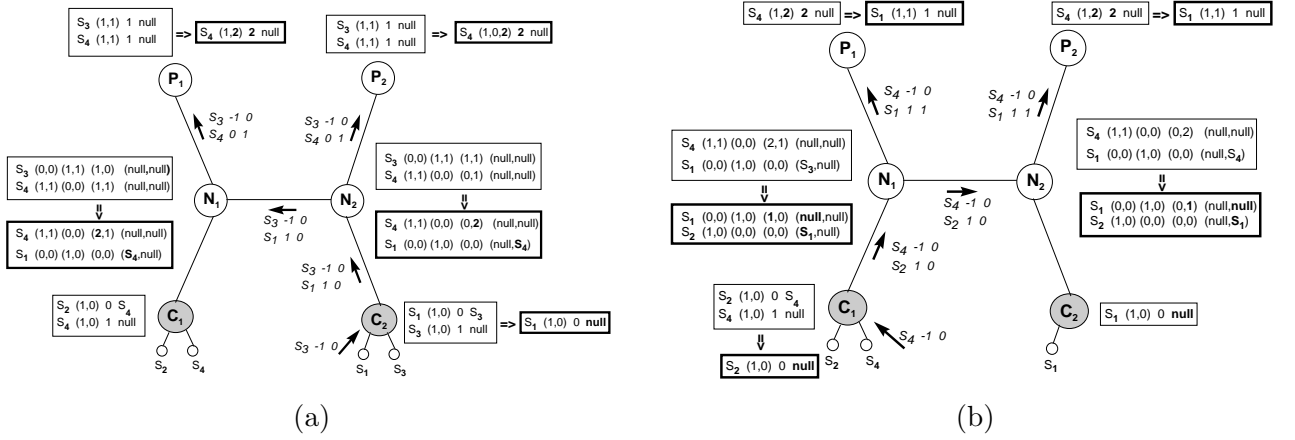 S3 (1,1) 1 null
S4 (1,1) 1 null
=>
S4 (1,2) 2 null
S3 (1,1) 1 null
S4 (1,1) 1 null
=>
S4 (1,0,2) 2 null
P1
P2
S3 -1 0
S4 0 1
S3 -1 0
S4 0 1
S3 (0,0) (1,1) (1,0) (null,null)
S4 (1,1) (0,0) (1,1) (null,null)
=>
S4 (1,1) (0,0) (2,1) (null,null)
S1 (0,0) (1,0) (0,0) (S4,null)
N1
N2
S3 -1 0
S1 1 0
S3 (0,0) (1,1) (1,1) (null,null)
S4 (1,1) (0,0) (0,1) (null,null)
=>
S4 (1,1) (0,0) (0,2) (null,null)
S1 (0,0) (1,0) (0,0) (null,S4)
S3 -1 0
S1 1 0
S2 (1,0) 0 S4
S4 (1,0) 1 null
C1
C2
S1 (1,0) 0 S3
S3 (1,0) 1 null
=>
S1 (1,0) 0 null
S3 -1 0
S2
S4
S1
S3
(a)
S4 (1,2) 2 null
=>
S1 (1,1) 1 null
S4 (1,2) 2 null
=>
S1 (1,1) 1 null
P1
P2
S4 -1 0
S1 1 1
S4 -1 0
S1 1 1
S4 (1,1) (0,0) (2,1) (null,null)
S1 (0,0) (1,0) (0,0) (S3,null)
=>
S1 (0,0) (1,0) (1,0) (null,null)
S2 (1,0) (0,0) (0,0) (S1,null)
N1
N2
S4 -1 0
S2 1 0
S4 (1,1) (0,0) (0,2) (null,null)
S1 (0,0) (1,0) (0,0) (null,S4)
=>
S1 (0,0) (1,0) (0,1) (null,null)
S2 (1,0) (0,0) (0,0) (null,S1)
S4 -1 0
S2 1 0
S2 (1,0) 0 S4
S4 (1,0) 1 null
=>
S2 (1,0) 0 null
C1
C2
S1 (1,0) 0 null
S4 -1 0
S2
S4
S1
(b)